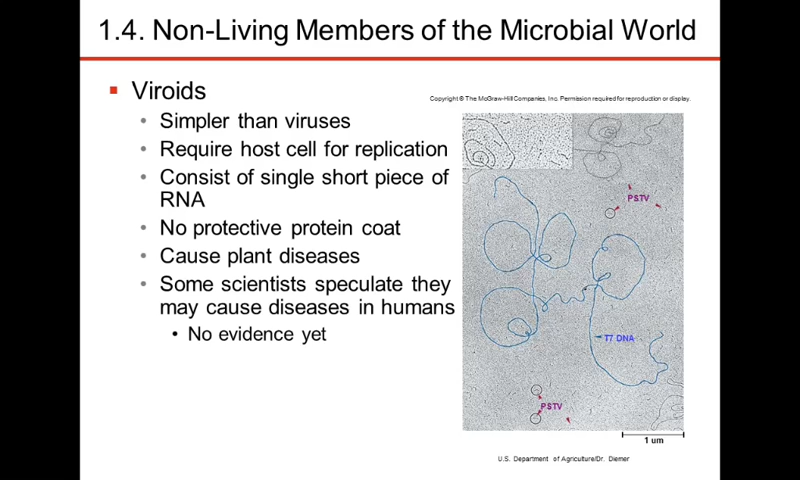 1.4. Non-Living Members of the Microbial World
▪ Viroids
• Simpler than viruses
• Require host cell for replication
• Consist of single short piece of
RNA
• No protective protein coat
• Cause plant diseases
• Some scientists speculate they
may cause diseases in humans
• No evidence yet
Copyright © The McGraw-Hill Companies, Inc. Permission required for reproduction or display.
PSTV
T7 DNA
PSTV
1 um
U.S. Department of Agriculture/Dr. Diemer